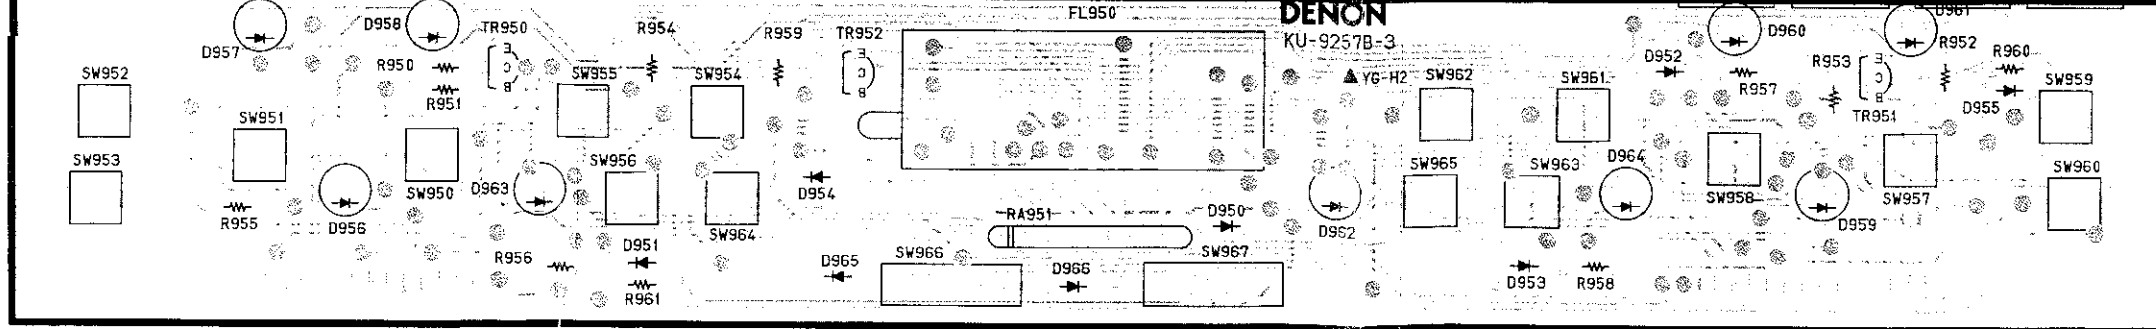 FL950
DENON
KU-9257B-3
D958
D957
TR950
R954
R959
TR952
D960
D961
R952
R953
R960
D952
R950
R951
SW952
SW955
SW954
YG-H2
SW962
SW961
R957
TR951
D955
SW959
E
C
B
E
C
B
E
C
B
SW951
SW953
SW956
SW965
SW963
D964
SW960
D963
SW950
D954
SW958
SW957
R955
D956
SW964
RA951
D950
D962
D959
R956
D951
D965
SW966
D966
SW967
R961
D953
R958